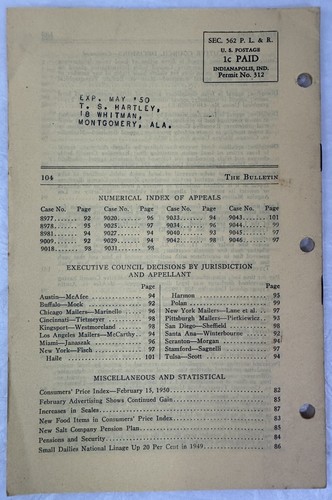 SEC. 562 P. L. & R.
U. S. POSTAGE
1c PAID
INDIANAPOLIS, IND.
Permit No. 312
EXP. MAY '50
T. S. HARTLEY,
18 WHITMAN,
MONTGOMERY, ALA.
104 THE BULLETIN
NUMERICAL INDEX OF APPEALS
Case No. Page Case No. Page Case No. Page Case No. Page
8977...... 92 9020...... 96 9033...... 94 9043...... 101
8978...... 95 9025...... 97 9034...... 96 9044...... 99
8981...... 94 9027...... 94 9040...... 93 9045...... 97
9009...... 92 9029...... 94 9042...... 98 9046...... 97
9018...... 98 9031...... 98
EXECUTIVE COUNCIL DECISIONS BY JURISDICTION
AND APPELLANT
Page Page
Austin—McAfee 94 Harmon 95
Buffalo—Mock 92 Polan 99
Chicago Mailers—Marinello 96 New York Mailers—Lane et al. 97
Cincinnati—Tietmeyer 98 Pittsburgh Mailers—Pietkiewicz 93
Kingsport—Westmoreland 98 San Diego—Sheffield 98
Los Angeles Mailers—McCarthy 94 Santa Ana—Winterbourne 92
Miami—Janaszak 96 Scranton—Morgan 94
New York—Fisch 97 Stamford—Sagnelli 97
Haile 101 Tulsa—Scott 94
MISCELLANEOUS AND STATISTICAL
Consumers' Price Index—February 15, 1950 82
February Advertising Shows Continued Gain 85
Increases in Scales 87
New Food Items in Consumers' Price Index 83
New Salt Company Pension Plan 83
Pensions and Security 84
Small Dailies National Linage Up 20 Per Cent in 1949 86